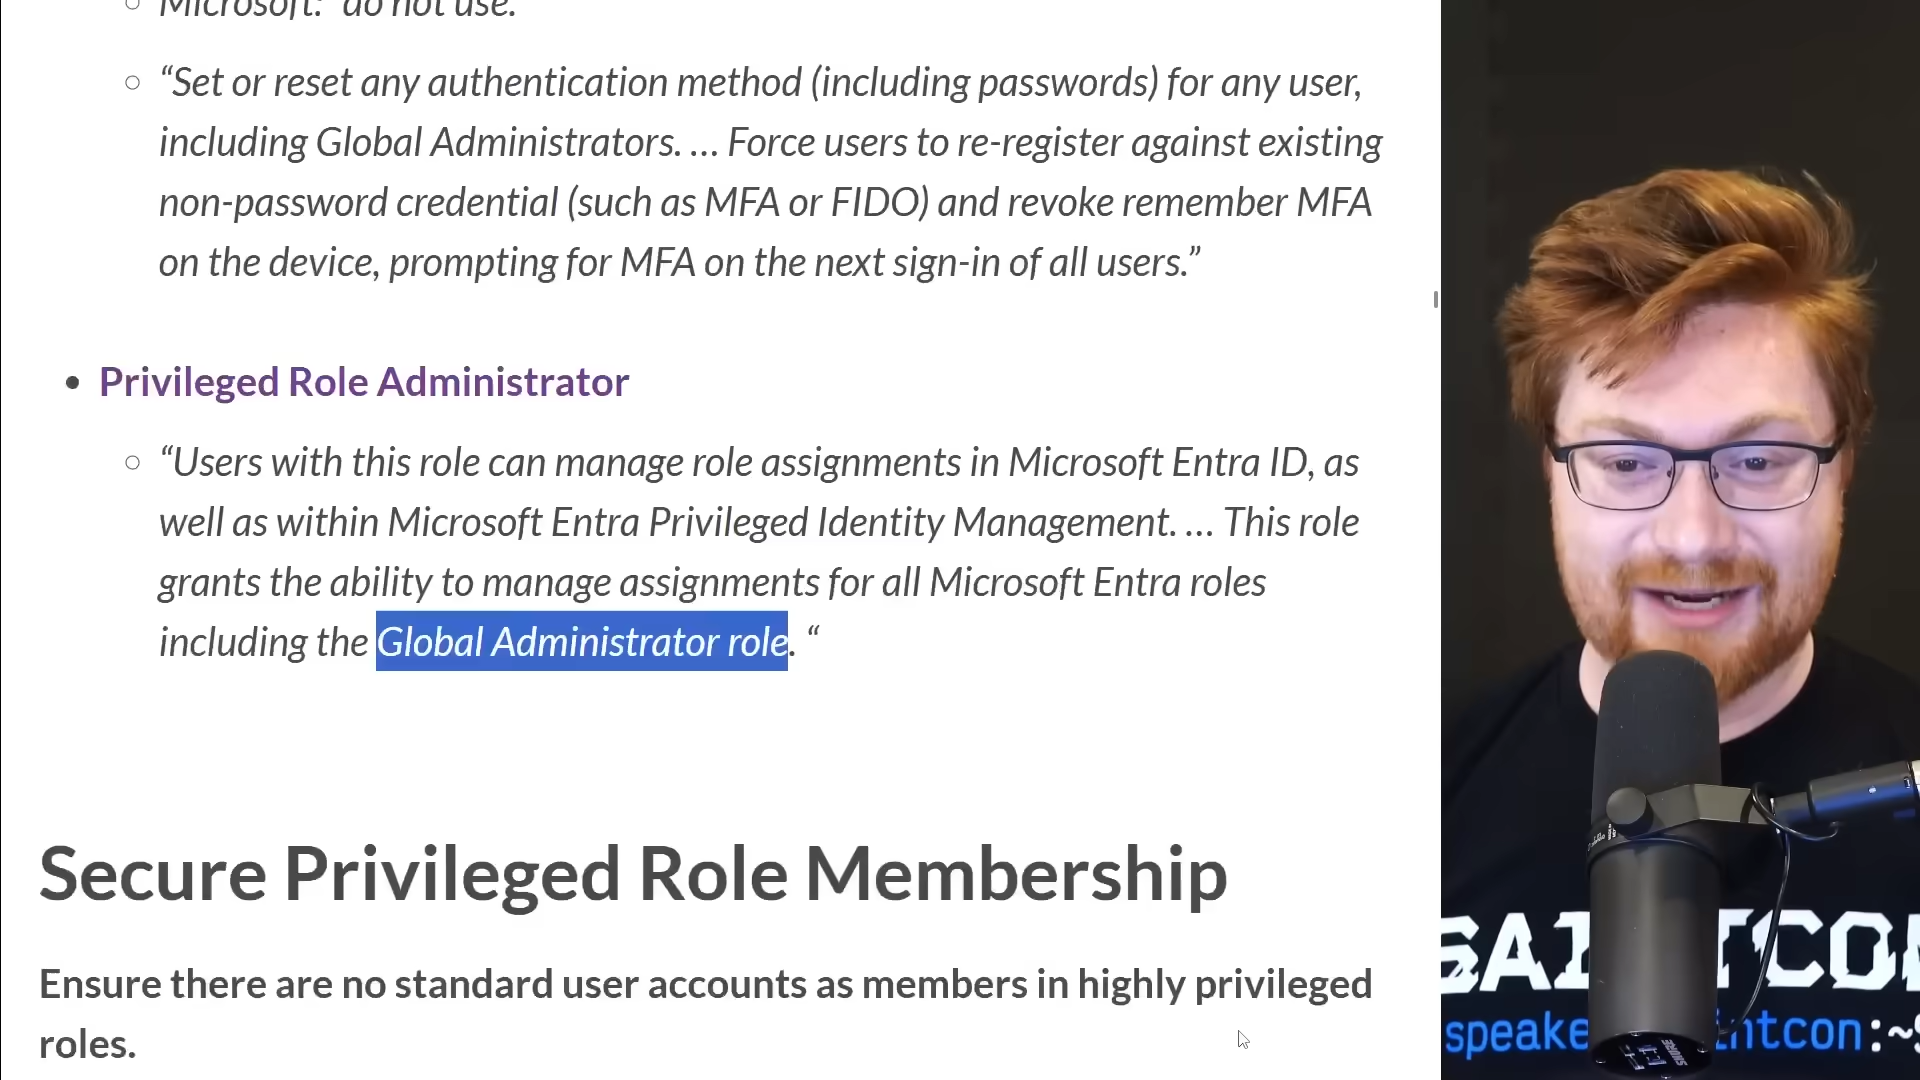 Microsoft: “do not use.”
“Set or reset any authentication method (including passwords) for any user,
including Global Administrators. … Force users to re-register against existing
non-password credential (such as MFA or FIDO) and revoke remember MFA
on the device, prompting for MFA on the next sign-in of all users.”
Privileged Role Administrator
“Users with this role can manage role assignments in Microsoft Entra ID, as
well as within Microsoft Entra Privileged Identity Management. … This role
grants the ability to manage assignments for all Microsoft Entra roles
including the Global Administrator role. “
Secure Privileged Role Membership
Ensure there are no standard user accounts as members in highly privileged
roles.
SHURE